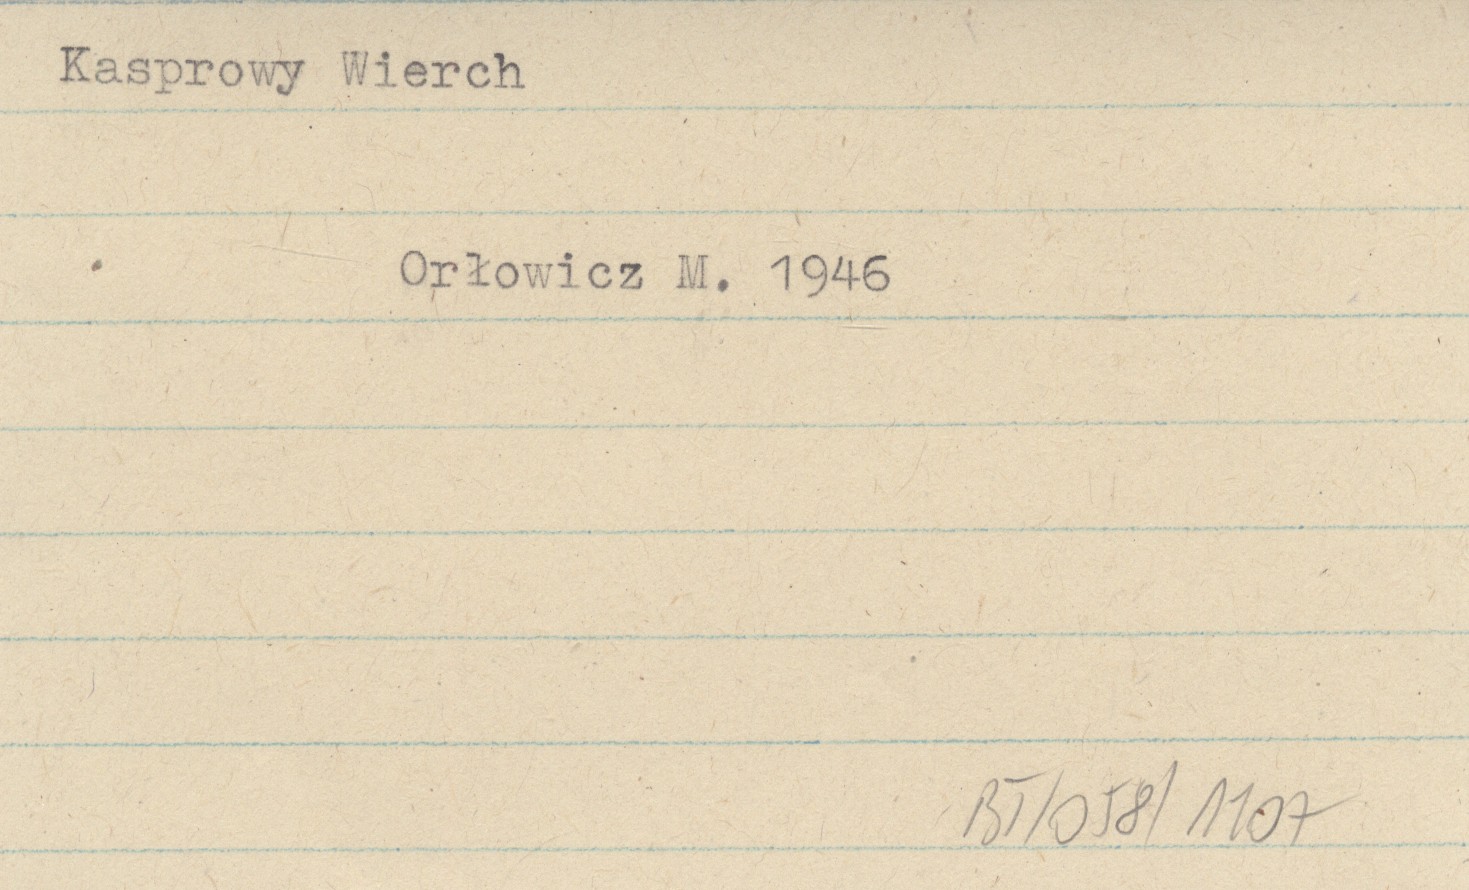 Kasprowy Wierch
Orłowicz M. 1946
BT/058/1107